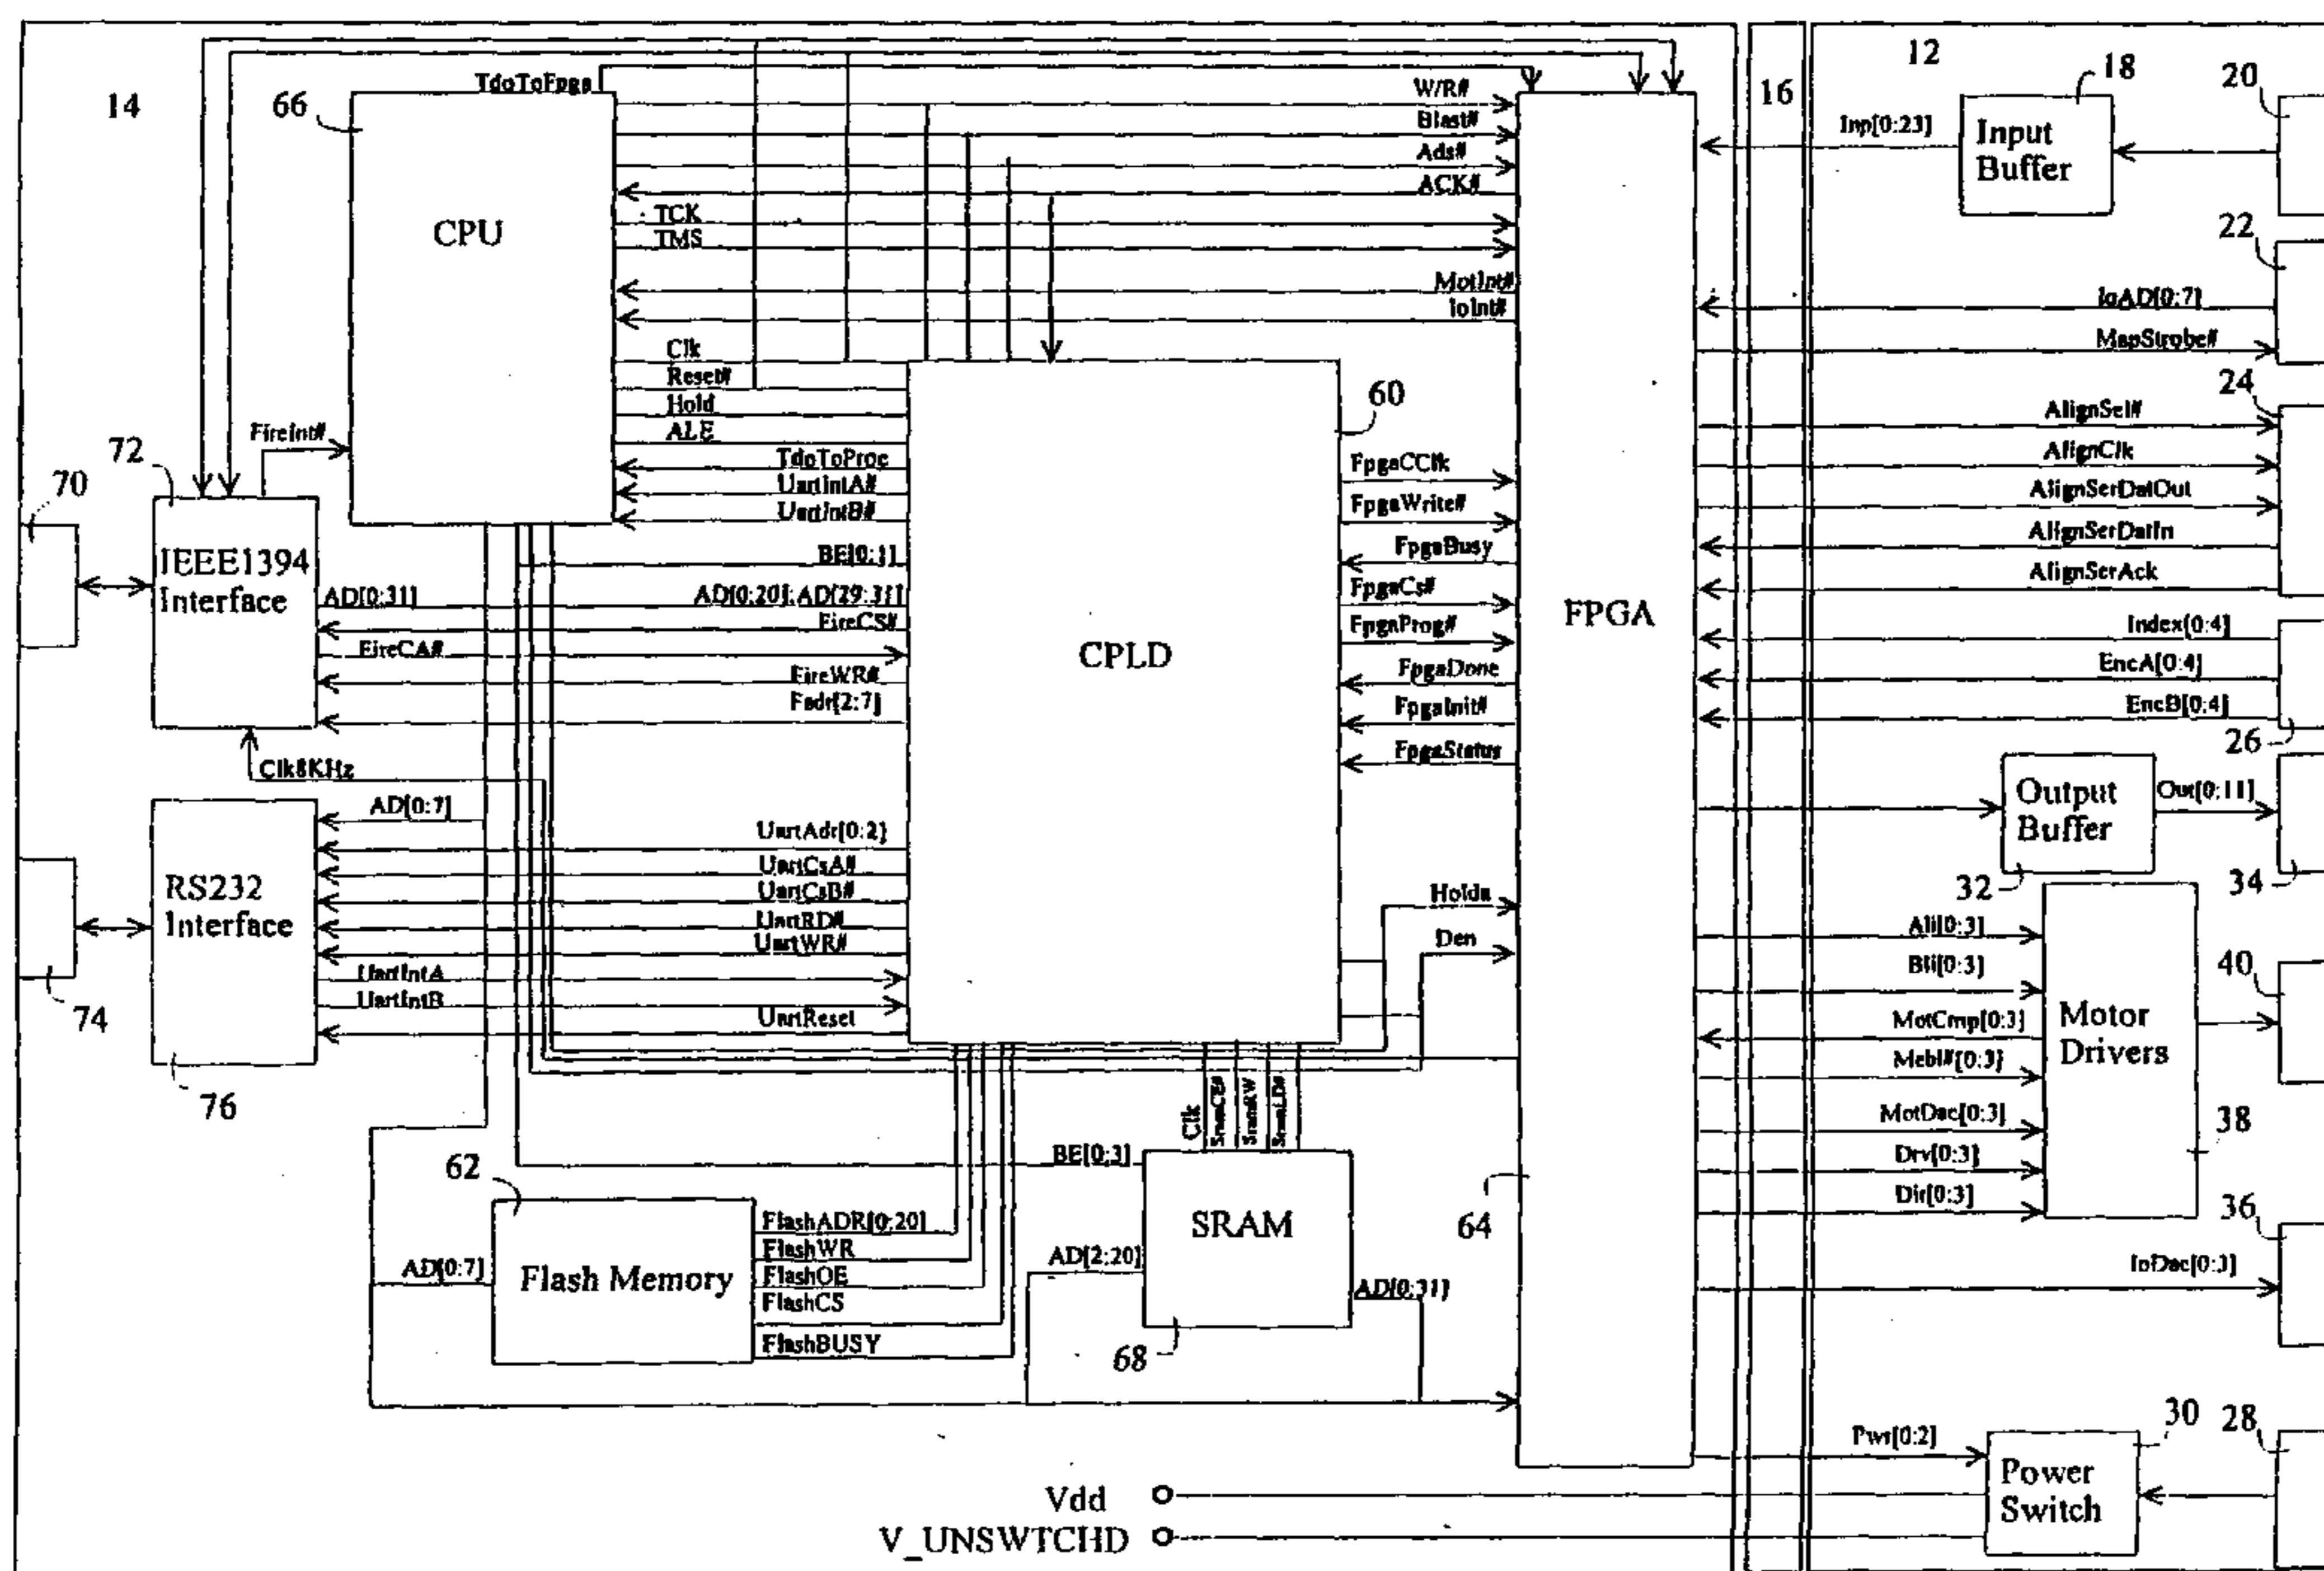 14
16
12
TdoToFpga
66
CPU
W/R#
Blast#
Ads#
ACK#
TCK
TMS
MotInt#
IoInt#
Clk
Reset#
Hold
ALE
TdoToProc
UartIntA#
UartIntB#
BE[0:1]
AD[0:20];AD[29:31]
FireCS#
FireCA#
FireWR#
Fadr[2:7]
FireInt#
72
70
IEEE1394
Interface
AD[0:31]
Clk8KHz
AD[0:7]
RS232
Interface
74
76
UartAdr[0:2]
UartCsA#
UartCsB#
UartRD#
UartWR#
UartIntA
UartIntB
UartReset
CPLD
60
FpgaCClk
FpgaWrite#
FpgaBusy
FpgaCs#
FpgaProg#
FpgaDone
FpgaInit#
FpgaStatus
Holda
Den
FPGA
64
Clk
SramCE#
SramRW
SramLD#
BE[0:3]
SRAM
68
AD[2:20]
AD[0:31]
62
Flash Memory
AD[0:7]
FlashADR[0:20]
FlashWR
FlashOE
FlashCS
FlashBUSY
Vdd
V_UNSWTCHD
Inp[0:23]
Input
Buffer
18
20
22
IoAD[0:7]
MapStrobe#
24
AlignSel#
AlignClk
AlignSerDatOut
AlignSerDatIn
AlignSerAck
Index[0:4]
EncA[0:4]
EncB[0:4]
26
Output
Buffer
Out[0:11]
32
34
Ali[0:3]
Bli[0:3]
MotCmp[0:3]
Mebl#[0:3]
MotDac[0:3]
Drv[0:3]
Dir[0:3]
Motor
Drivers
40
38
36
IoDac[0:3]
Pwr[0:2]
30
28
Power
Switch